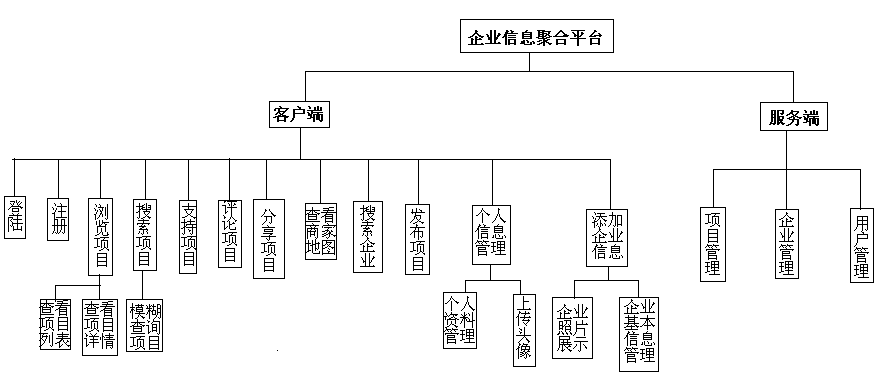 企业信息聚合平台
客户端
服务端
登陆
注册
浏览项目
搜索项目
支持项目
评论项目
分享项目
查看
商家
地图
搜索企业
发布项目
个人
信息
管理
添加
企业
信息
项目管理
企业管理
用户管理
查看
项目
列表
查看
项目
详情
模糊
查询
项目
个人
资料
管理
上传头像
企业
照片
展示
企业
基本
信息
管理